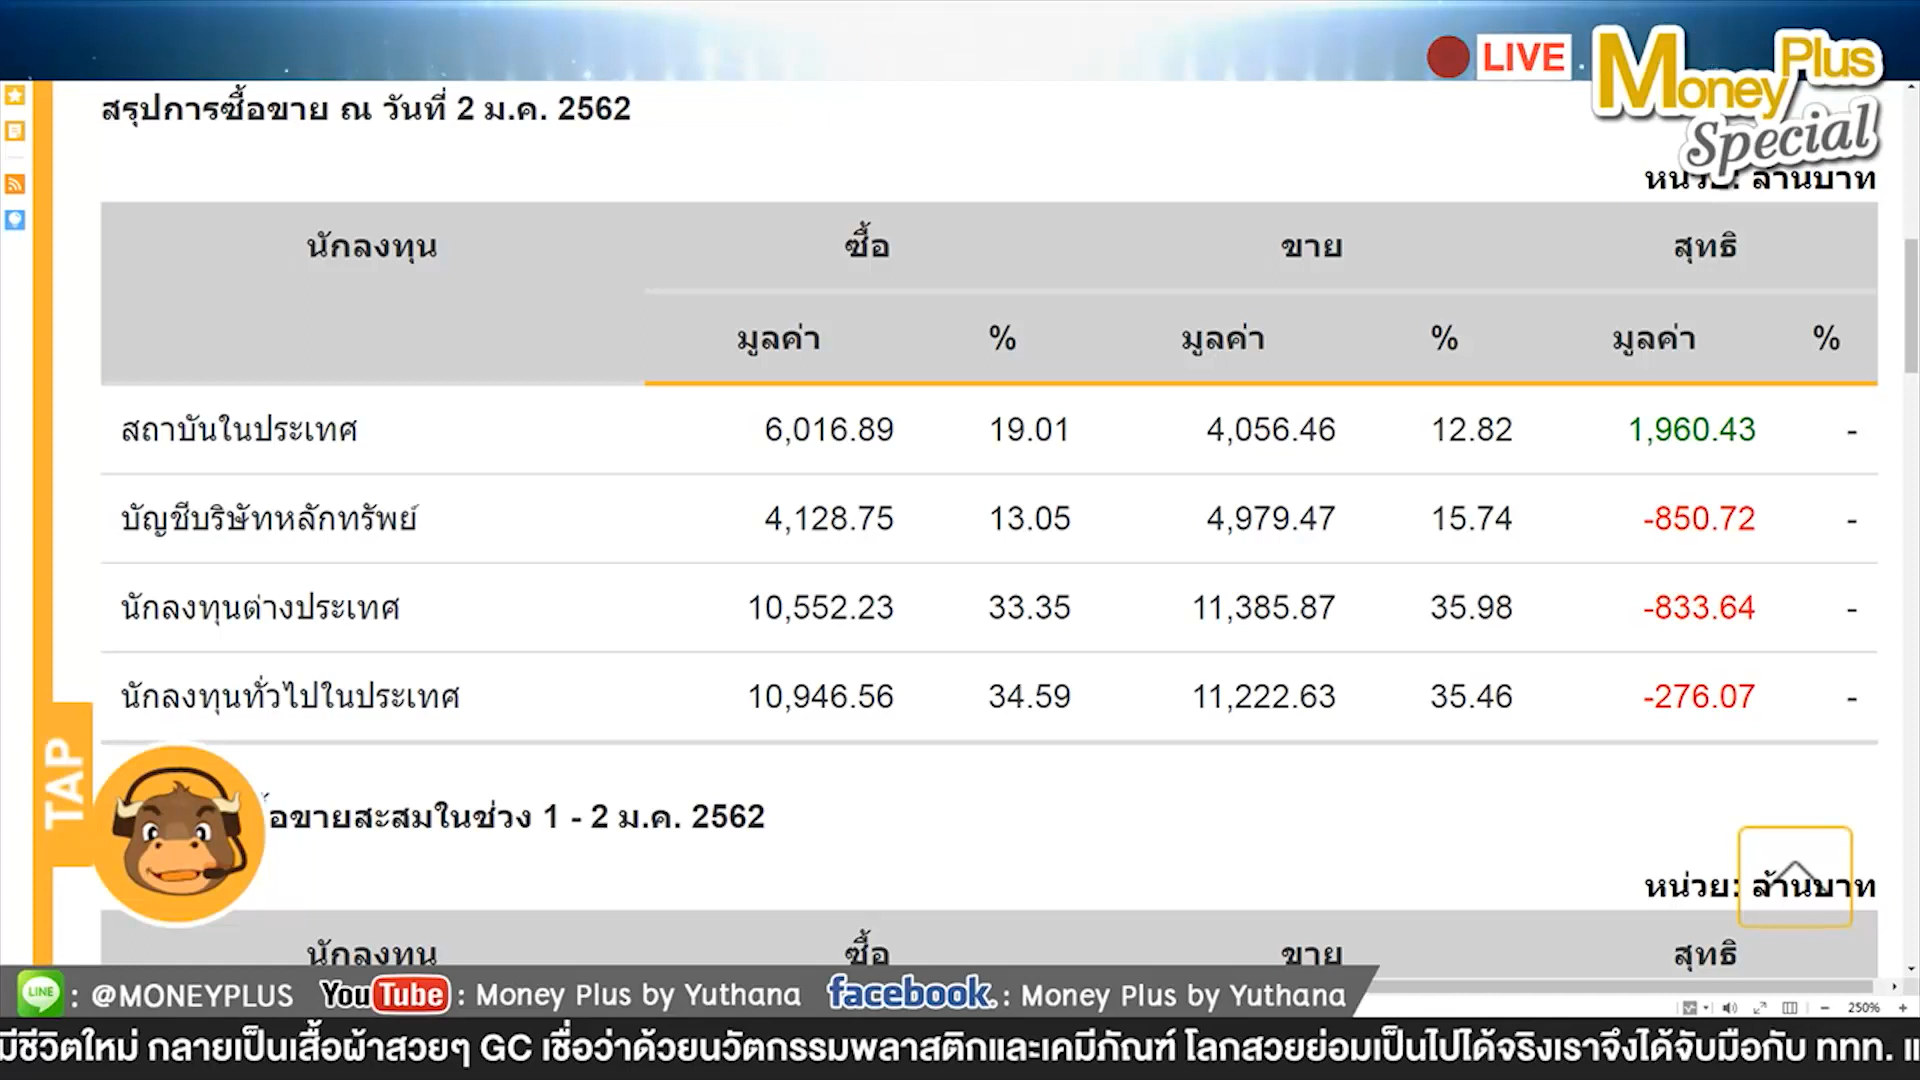 LIVE
Money Plus
Special
สรุปการซื้อขาย ณ วันที่ 2 ม.ค. 2562
หน่วย: ล้านบาท
นักลงทุน ซื้อ ขาย สุทธิ
มูลค่า % มูลค่า % มูลค่า %
สถาบันในประเทศ 6,016.89 19.01 4,056.46 12.82 1,960.43 -
บัญชีบริษัทหลักทรัพย์ 4,128.75 13.05 4,979.47 15.74 -850.72 -
นักลงทุนต่างประเทศ 10,552.23 33.35 11,385.87 35.98 -833.64 -
นักลงทุนทั่วไปในประเทศ 10,946.56 34.59 11,222.63 35.46 -276.07 -
TAP
ื้อขายสะสมในช่วง 1 - 2 ม.ค. 2562
หน่วย: ล้านบาท
นักลงทุน ซื้อ ขาย สุทธิ
LINE : @MONEYPLUS YouTube : Money Plus by Yuthana facebook. : Money Plus by Yuthana
250%
มีชีวิตใหม่ กลายเป็นเสื้อผ้าสวยๆ GC เชื่อว่าด้วยนวัตกรรมพลาสติกและเคมีภัณฑ์ โลกสวยย่อมเป็นไปได้จริงเราจึงได้จับมือกับ ททท. แ